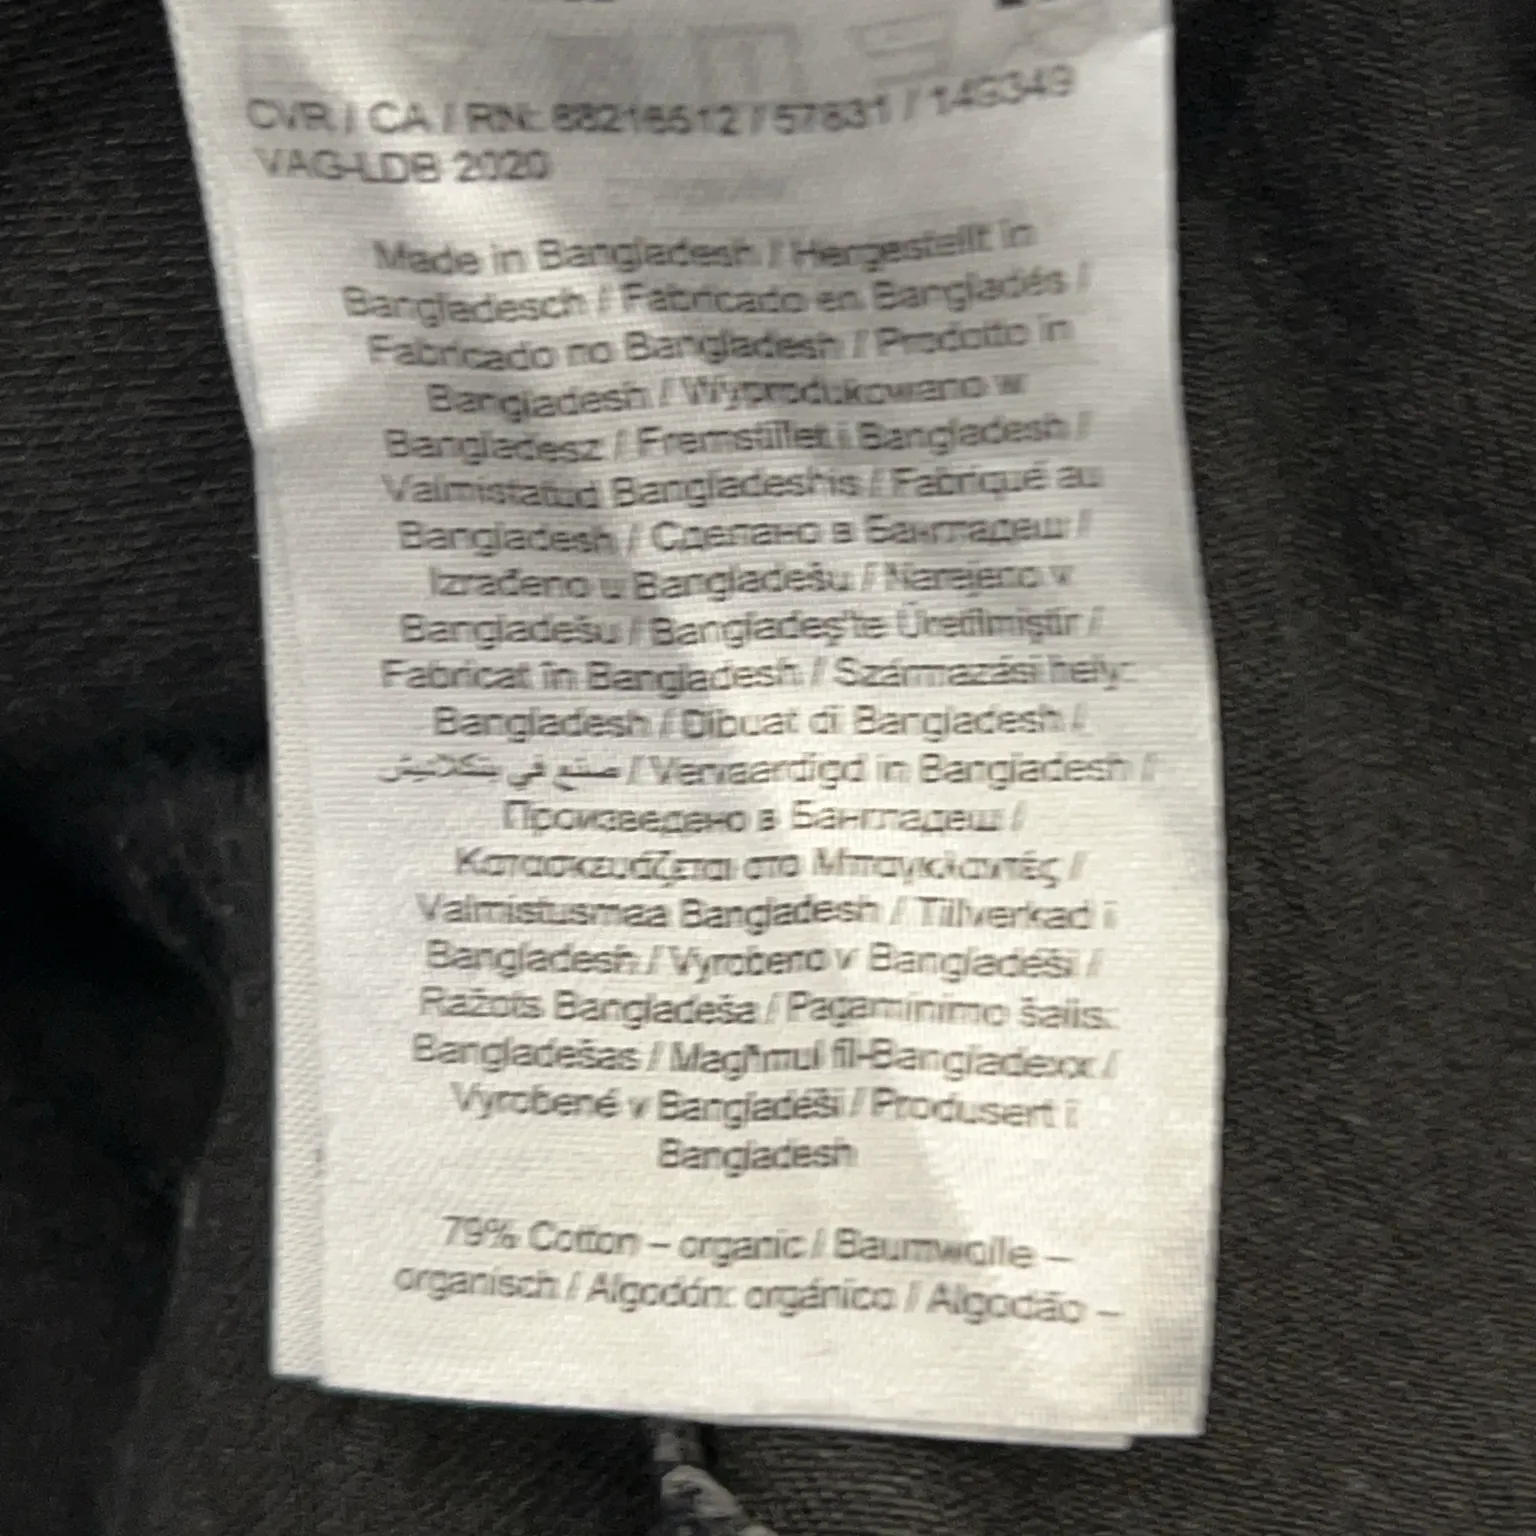 CVR / CA / RN: 88216512 / 57831 / 149349
VAG-LDB 2020
Made in Bangladesh / Hergestellt in
Bangladesch / Fabricado en Bangladés /
Fabricado no Bangladesh / Prodotto in
Bangladesh / Wyprodukowano w
Bangladesz / Fremstillet i Bangladesh /
Valmistatud Bangladeshis / Fabriqué au
Bangladesh / Сделано в Бангладеш /
Izrađeno u Bangladešu / Narejeno v
Bangladešu / Bangladeş'te Üretilmiştir /
Fabricat în Bangladesh / Származási hely:
Bangladesh / Dibuat di Bangladesh /
صنع في بنكلاديش / Vervaardigd in Bangladesh /
Произведено в Бангладеш /
Κατασκευάζεται στο Μπαγκλαντές /
Valmistusmaa Bangladesh / Tillverkad i
Bangladesh / Vyrobeno v Bangladéši /
Ražots Bangladeša / Pagaminimo šalis:
Bangladešas / Magħmul fil-Bangladexx /
Vyrobené v Bangladéši / Produsert i
Bangladesh
79% Cotton – organic / Baumwolle –
organisch / Algodón: orgánico / Algodão –